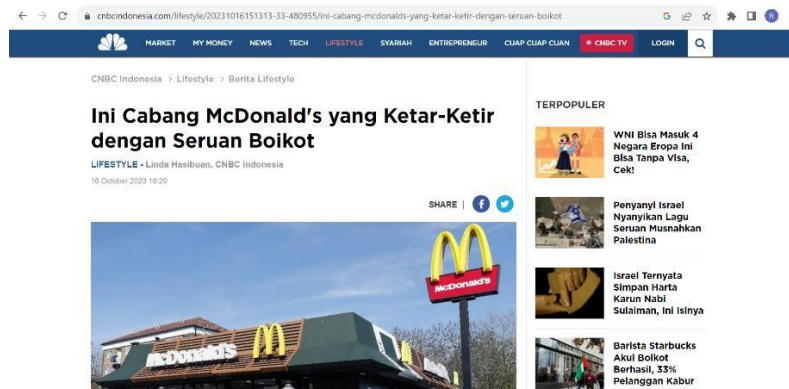 cnbcindonesia.com/lifestyle/20231016151313-33-480955/ini-cabang-mcdonalds-yang-ketar-ketir-dengan-seruan-boikot
MARKET MY MONEY NEWS TECH LIFESTYLE SYARIAH ENTREPRENEUR CUAP CUAP CUAN CNBC TV LOGIN
CNBC Indonesia > Lifestyle > Berita Lifestyle
Ini Cabang McDonald's yang Ketar-Ketir
dengan Seruan Boikot
LIFESTYLE - Linda Hasibuan, CNBC Indonesia
16 October 2023 16:20
SHARE |
McDonald's
McDonald's
TERPOPULER
WNI Bisa Masuk 4
Negara Eropa Ini
Bisa Tanpa Visa,
Cek!
Penyanyi Israel
Nyanyikan Lagu
Seruan Musnahkan
Palestina
Israel Ternyata
Simpan Harta
Karun Nabi
Sulaiman, Ini Isinya
Barista Starbucks
Akui Boikot
Berhasil, 33%
Pelanggan Kabur